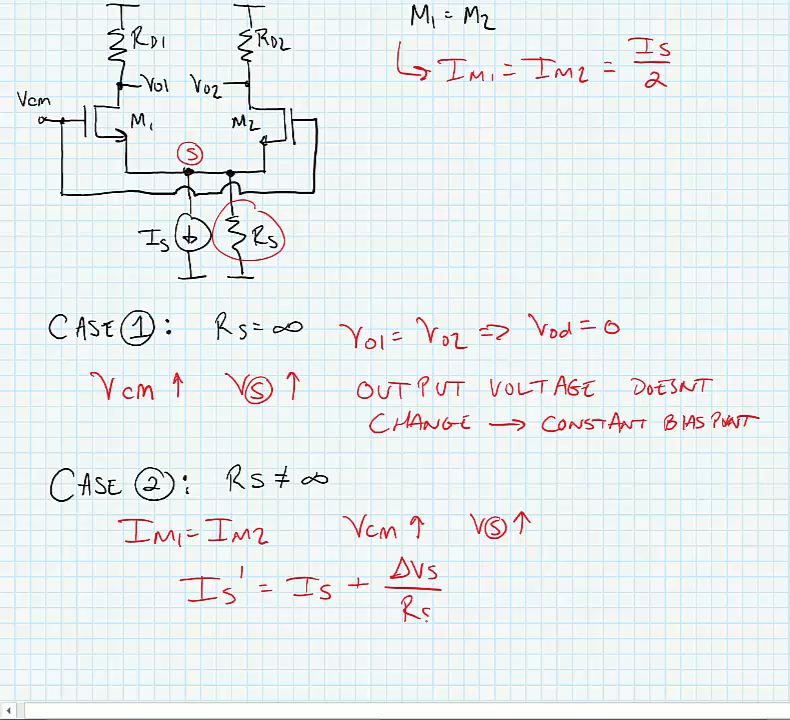 M₁ = M₂
RD1
RD2
IM₁ = IM2 = Is/2
Vcm
Vo1
Vo2
M₁
M2
S
Is
Rs
CASE 1: Rs = ∞ Vo1 = Vo2 => Vod = 0
Vcm ↑ VS ↑ OUTPUT VOLTAGE DOESNT
CHANGE → CONSTANT BIAS POINT
CASE 2: Rs ≠ ∞
IM₁ = IM2 Vcm ↑ VS ↑
Is' = Is + ΔVs/Rs